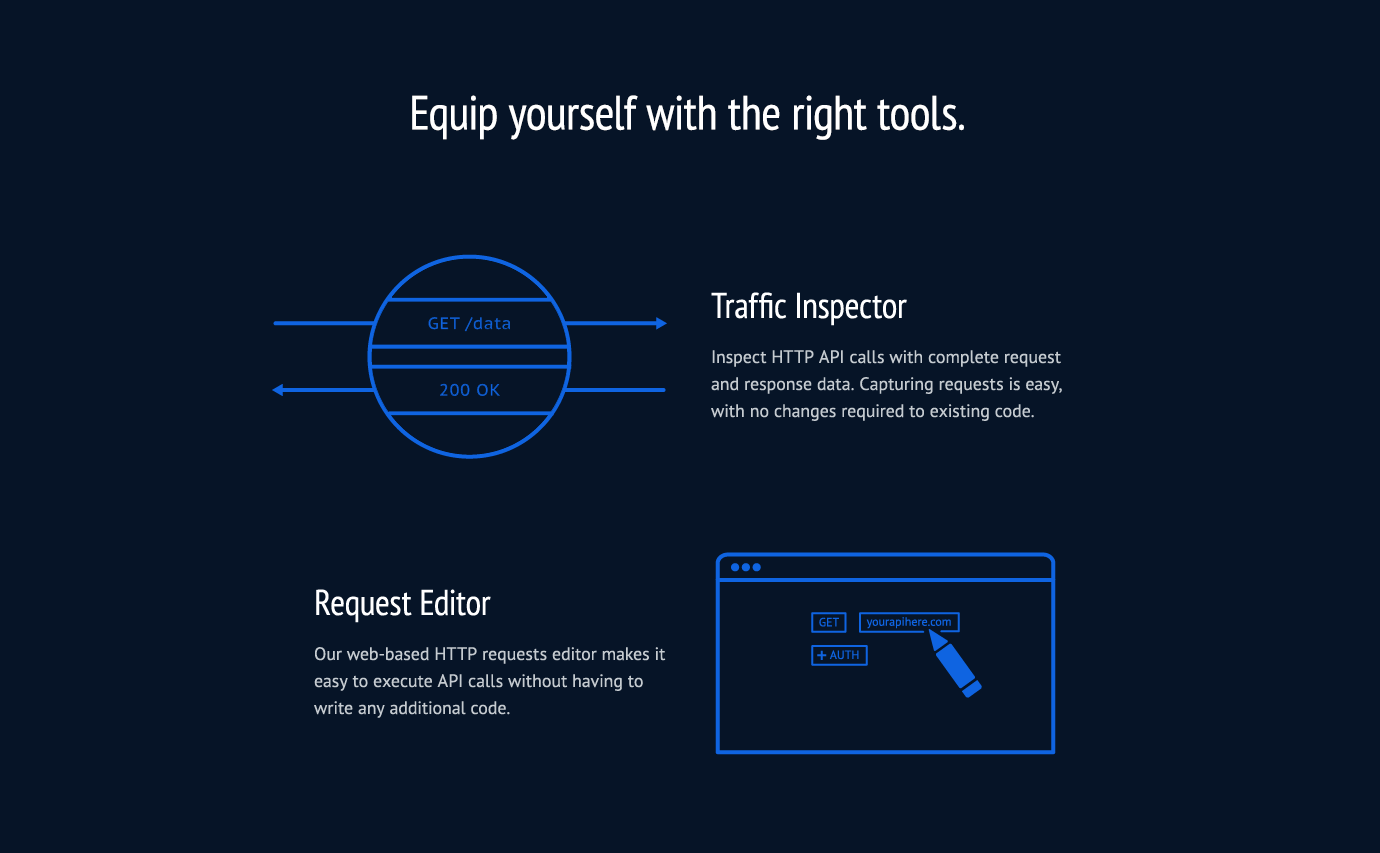 Equip yourself with the right tools.
GET /data
200 OK
Traffic Inspector
Inspect HTTP API calls with complete request
and response data. Capturing requests is easy,
with no changes required to existing code.
Request Editor
Our web-based HTTP requests editor makes it
easy to execute API calls without having to
write any additional code.
GET yourapihere.com
+ AUTH